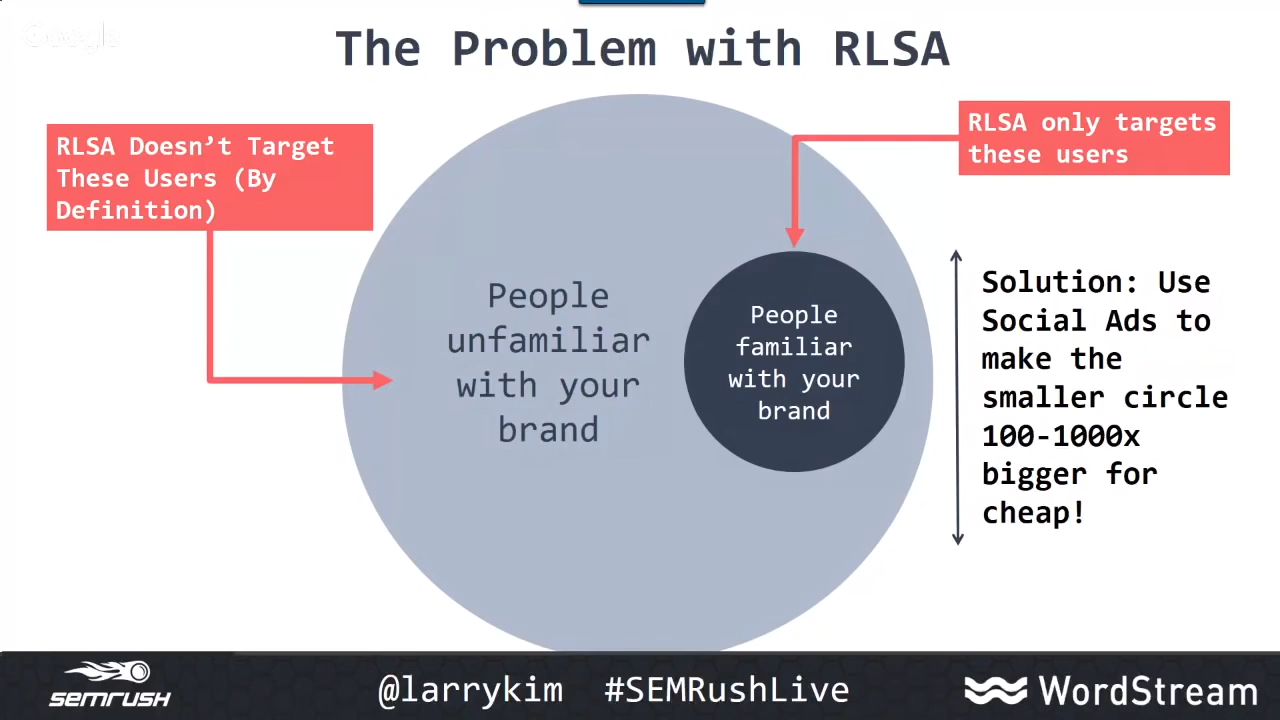 Google
The Problem with RLSA
RLSA Doesn’t Target
These Users (By
Definition)
RLSA only targets
these users
People
unfamiliar
with your
brand
People
familiar
with your
brand
Solution: Use
Social Ads to
make the
smaller circle
100-1000x
bigger for
cheap!
semrush
@larrykim #SEMRushLive
WordStream